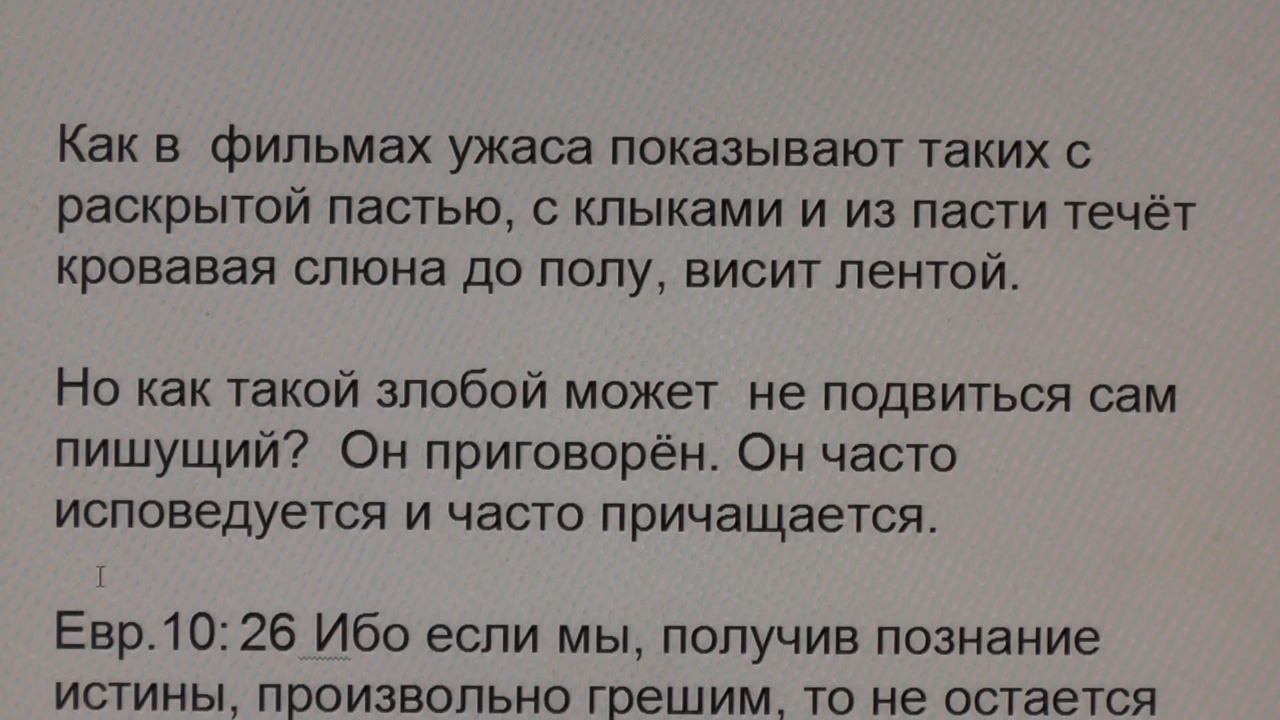 Как в  фильмах ужаса показывают таких с
раскрытой пастью, с клыками и из пасти течёт
кровавая слюна до полу, висит лентой.
Но как такой злобой может  не подвиться сам
пишущий?  Он приговорён. Он часто
исповедуется и часто причащается.
Евр.10: 26 Ибо если мы, получив познание
истины, произвольно грешим, то не остается